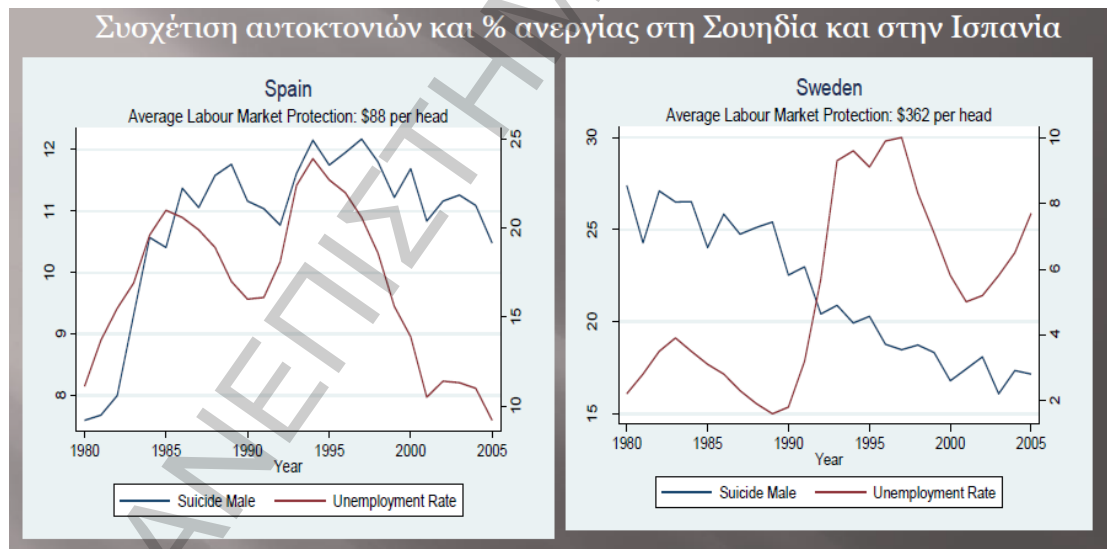 Συσχέτιση αυτοκτονιών και % ανεργίας στη Σουηδία και στην Ισπανία
Spain
Average Labour Market Protection: $88 per head
12
11
10
9
8
25
20
15
10
1980 1985 1990 1995 2000 2005
Year
Suicide Male Unemployment Rate
Sweden
Average Labour Market Protection: $362 per head
30
25
20
15
10
8
6
4
2
1980 1985 1990 1995 2000 2005
Year
Suicide Male Unemployment Rate
ΑΝΕΠΙΣΤΗΜ